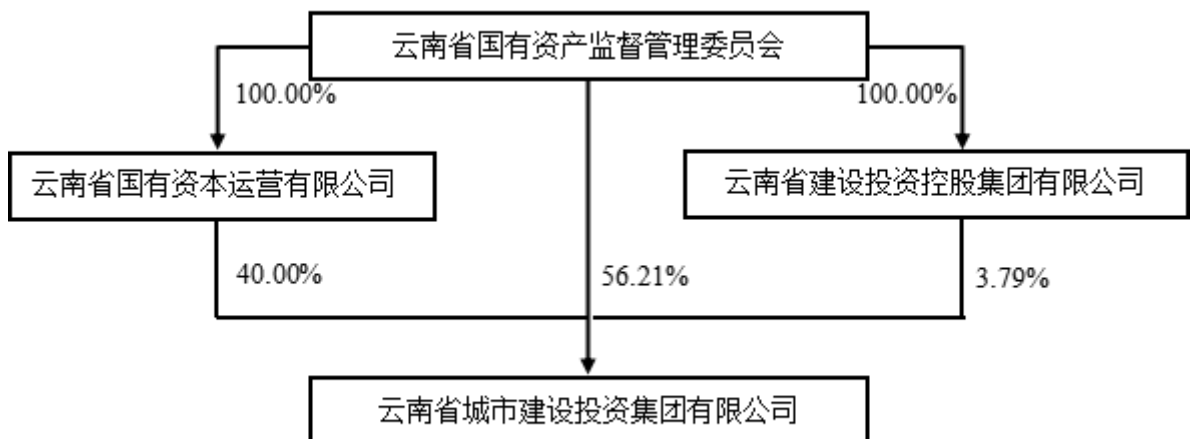 云南省国有资产监督管理委员会
100.00%
100.00%
云南省国有资本运营有限公司
云南省建设投资控股集团有限公司
40.00%
56.21%
3.79%
云南省城市建设投资集团有限公司